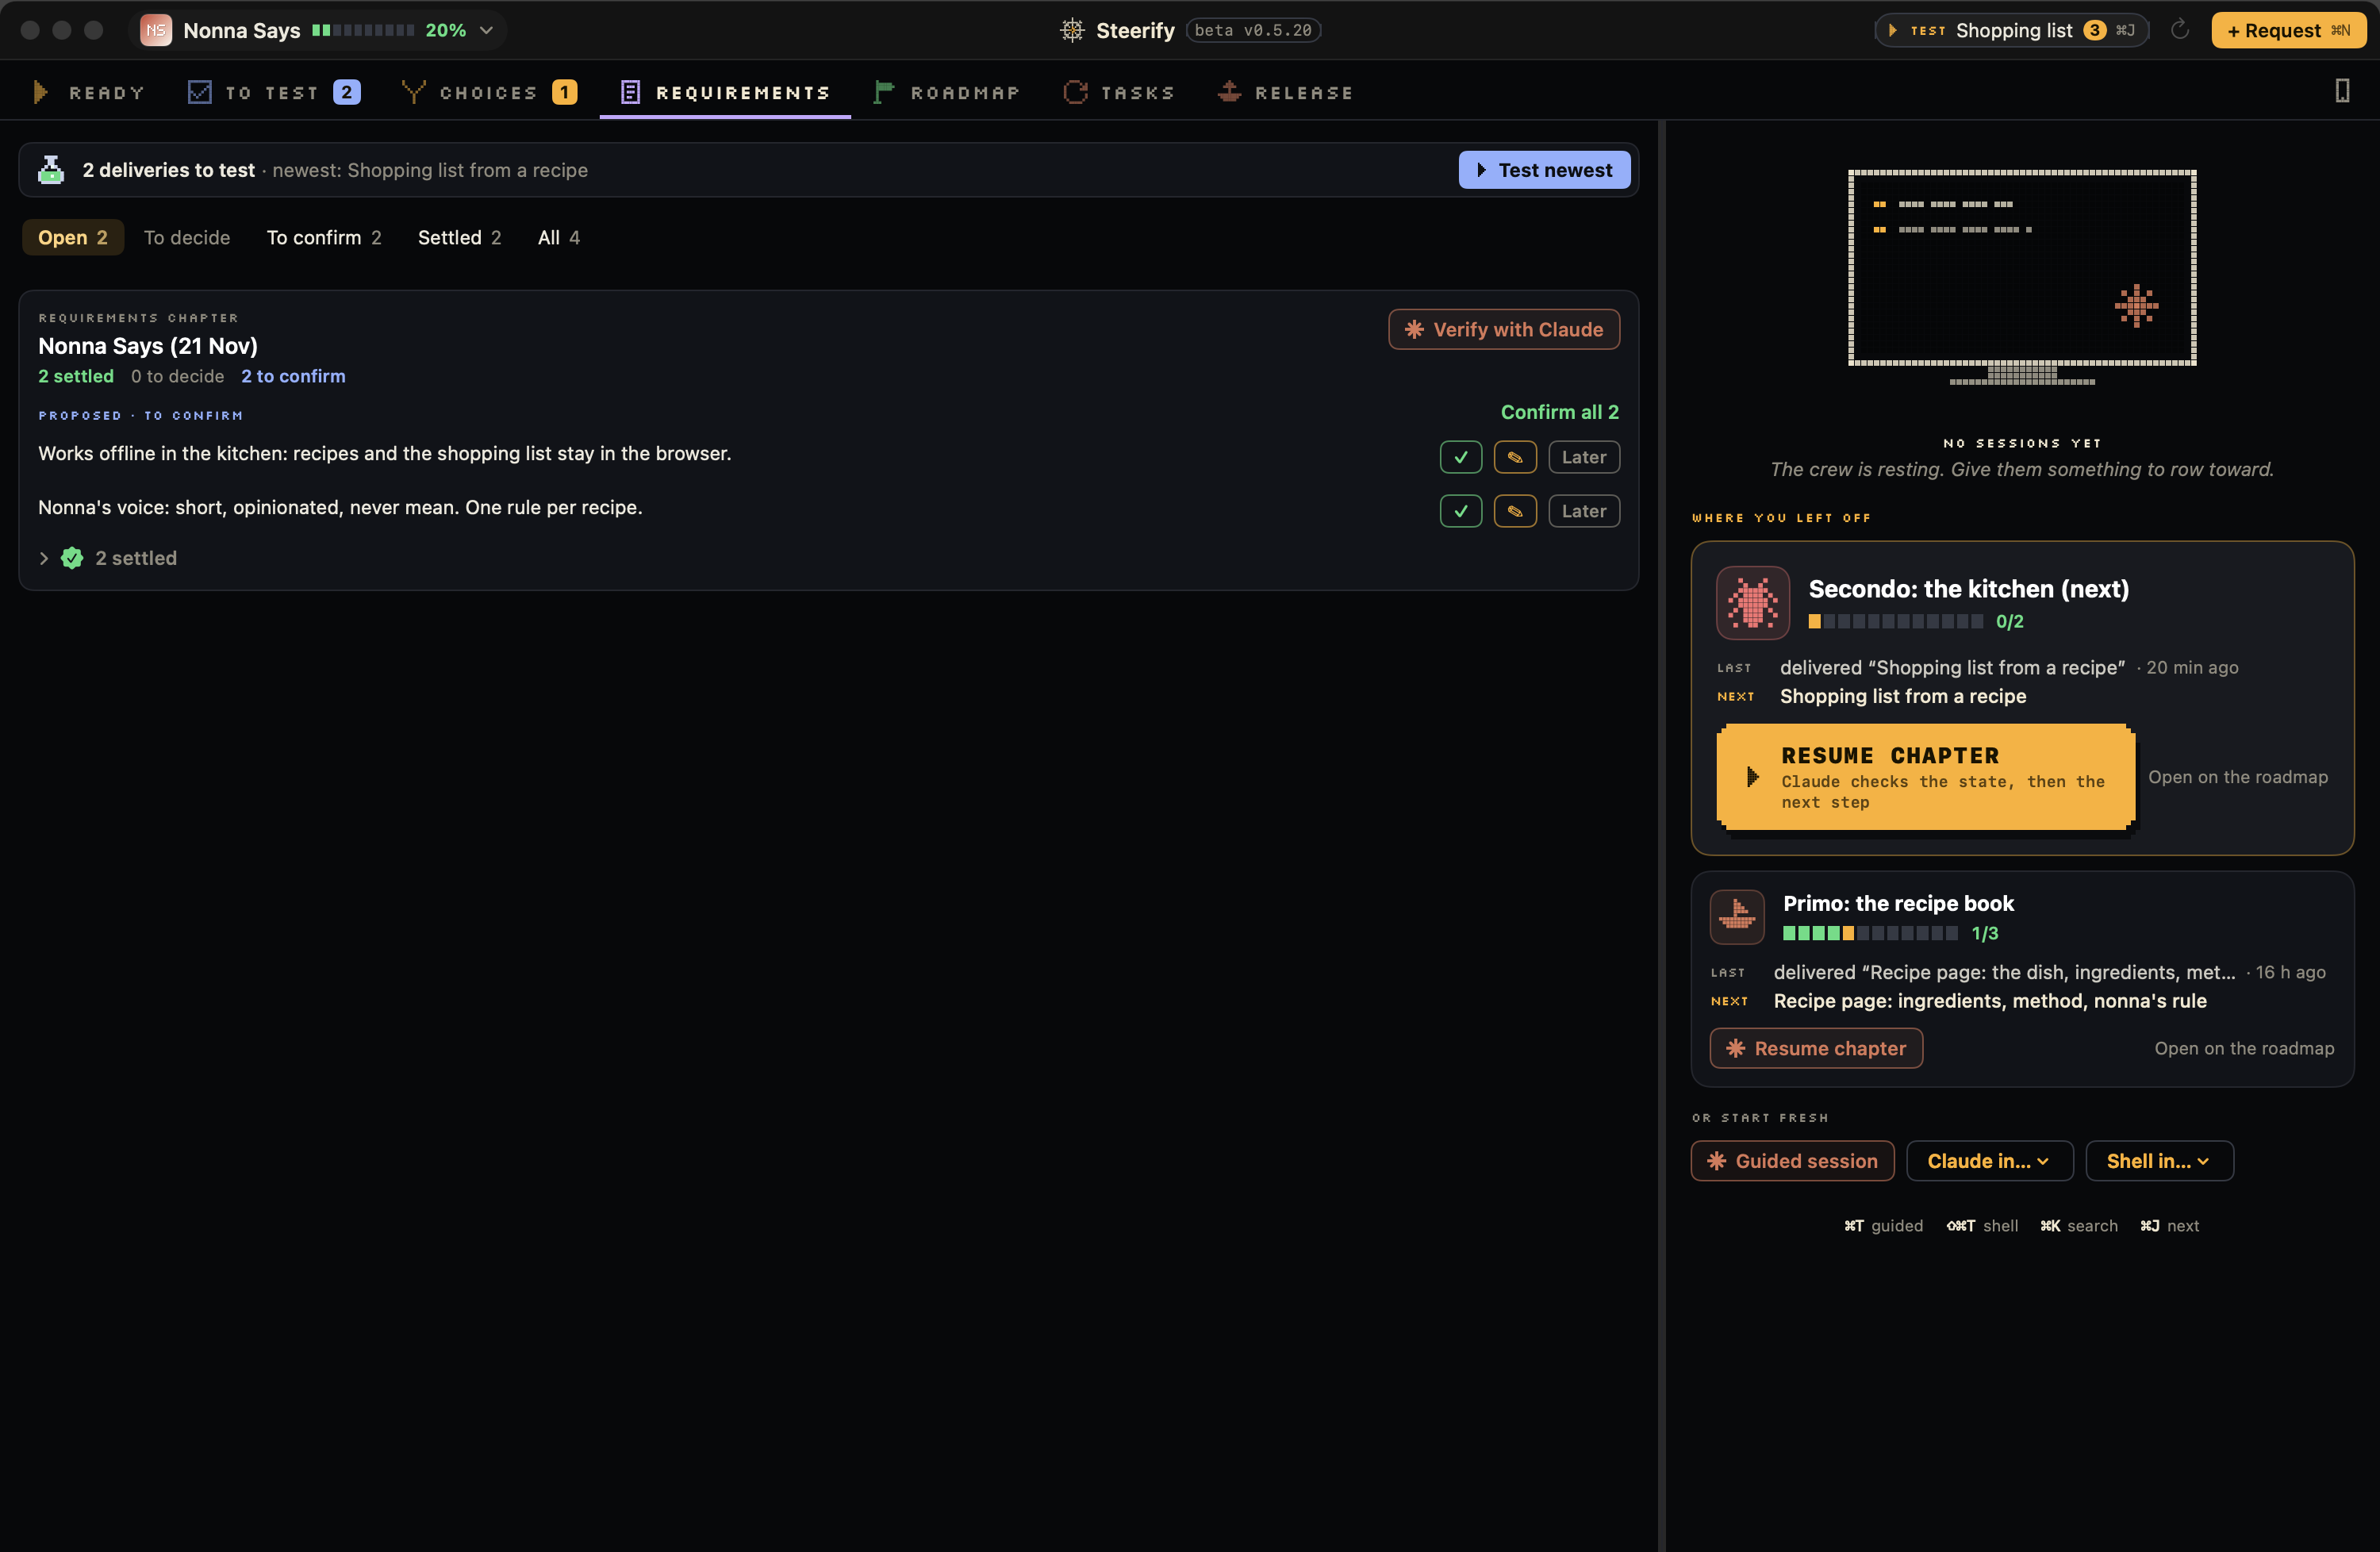 NS Nonna Says 20%
Steerify beta v0.5.20
TEST Shopping list 3 ⌘J
+ Request ⌘N
READY
TO TEST 2
CHOICES 1
REQUIREMENTS
ROADMAP
TASKS
RELEASE
2 deliveries to test · newest: Shopping list from a recipe
Test newest
Open 2
To decide
To confirm 2
Settled 2
All 4
REQUIREMENTS CHAPTER
Nonna Says (21 Nov)
Verify with Claude
2 settled 0 to decide 2 to confirm
PROPOSED · TO CONFIRM
Confirm all 2
Works offline in the kitchen: recipes and the shopping list stay in the browser.
Later
Nonna's voice: short, opinionated, never mean. One rule per recipe.
Later
2 settled
NO SESSIONS YET
The crew is resting. Give them something to row toward.
WHERE YOU LEFT OFF
Secondo: the kitchen (next)
0/2
LAST delivered “Shopping list from a recipe” · 20 min ago
NEXT Shopping list from a recipe
RESUME CHAPTER
Claude checks the state, then the
next step
Open on the roadmap
Primo: the recipe book
1/3
LAST delivered “Recipe page: the dish, ingredients, met... · 16 h ago
NEXT Recipe page: ingredients, method, nonna's rule
Resume chapter
Open on the roadmap
OR START FRESH
Guided session
Claude in...
Shell in...
⌘T guided ⇧⌘T shell ⌘K search ⌘J next